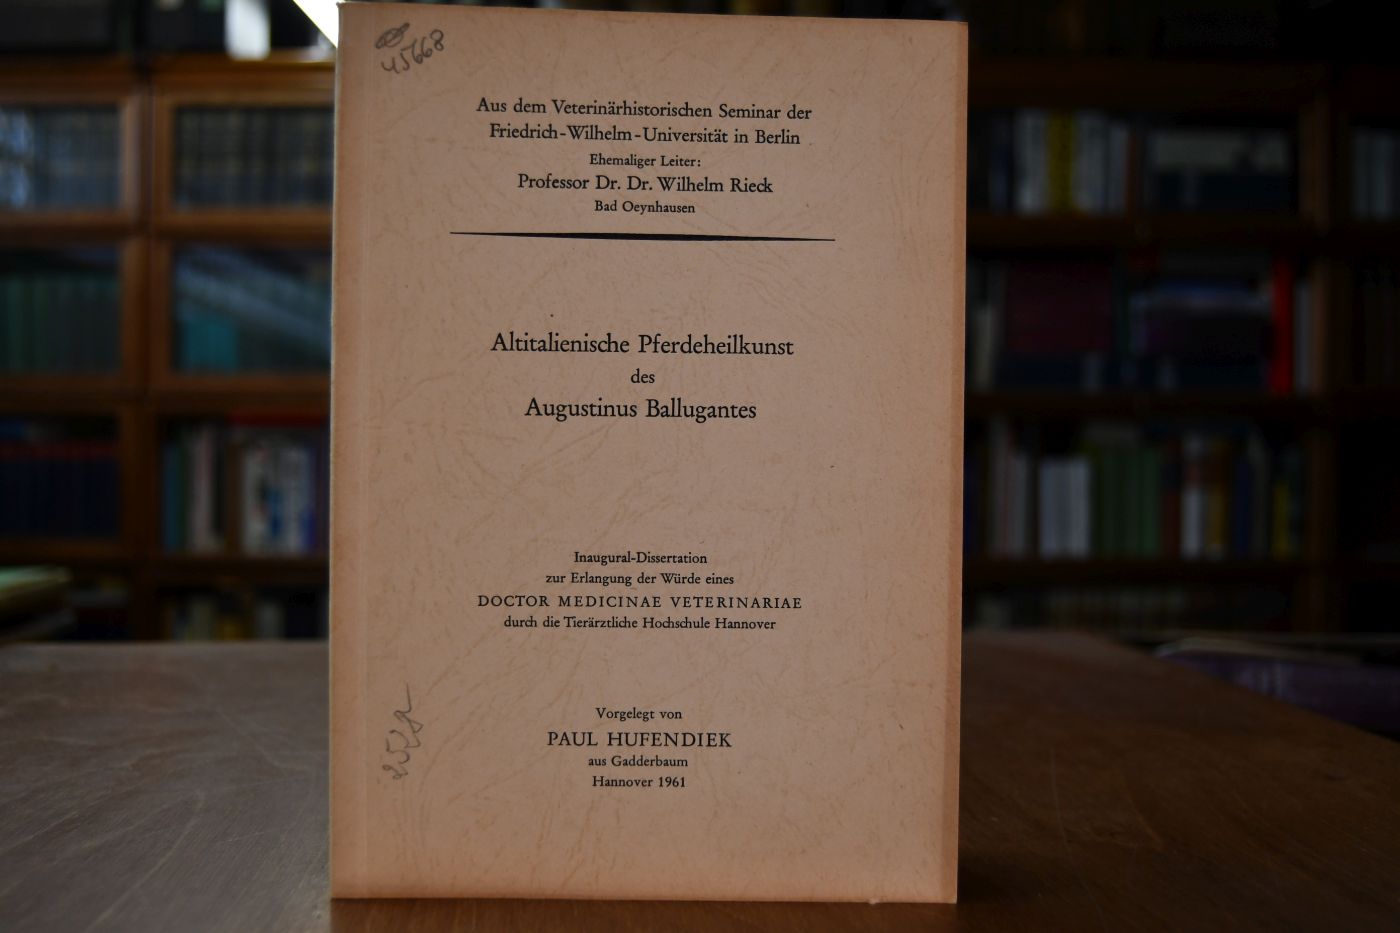 45668
Aus dem Veterinärhistorischen Seminar der
Friedrich-Wilhelm-Universität in Berlin
Ehemaliger Leiter:
Professor Dr. Dr. Wilhelm Rieck
Bad Oeynhausen
Altitalienische Pferdeheilkunst
des
Augustinus Ballugantes
Inaugural-Dissertation
zur Erlangung der Würde eines
DOCTOR MEDICINAE VETERINARIAE
durch die Tierärztliche Hochschule Hannover
Vorgelegt von
PAUL HUFENDIEK
aus Gadderbaum
Hannover 1961